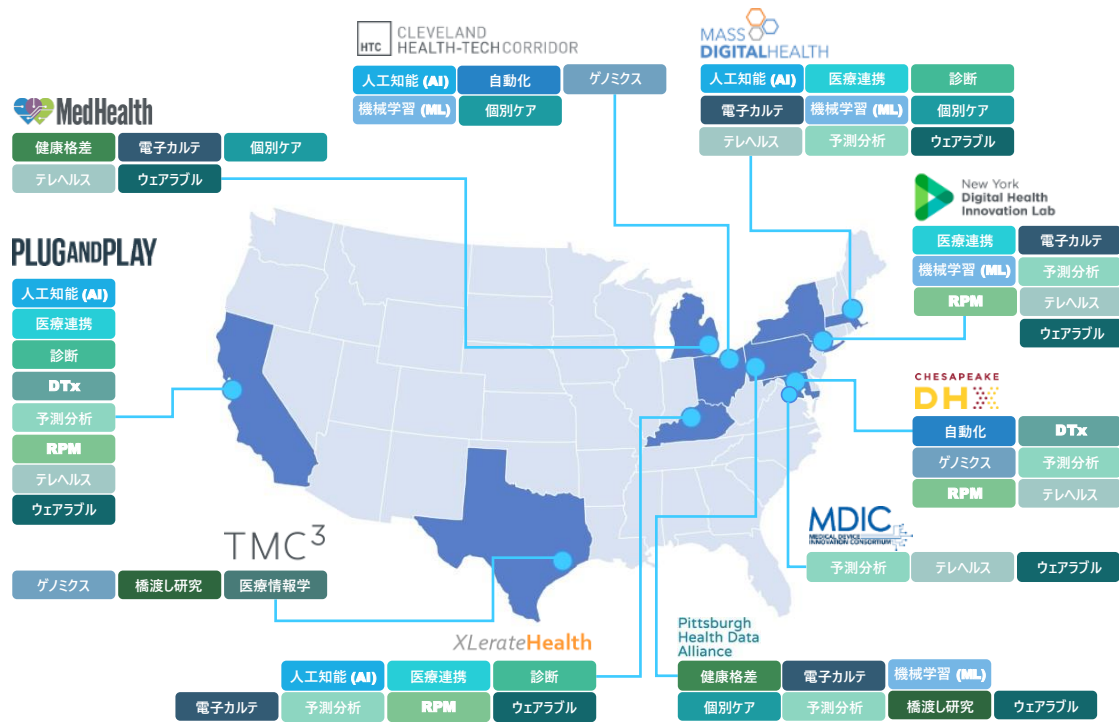 HTC
CLEVELAND
HEALTH-TECH CORRIDOR
人工知能 (AI) 自動化 ゲノミクス
機械学習 (ML) 個別ケア
MASS
DIGITALHEALTH
人工知能 (AI) 医療連携 診断
電子カルテ 機械学習 (ML) 個別ケア
テレヘルス 予測分析 ウェアラブル
MedHealth
健康格差 電子カルテ 個別ケア
テレヘルス ウェアラブル
New York
Digital Health
Innovation Lab
医療連携 電子カルテ
機械学習 (ML) 予測分析
RPM テレヘルス
ウェアラブル
PLUGANDPLAY
人工知能 (AI)
医療連携
診断
DTx
予測分析
RPM
テレヘルス
ウェアラブル
CHESAPEAKE
DHX
自動化 DTx
ゲノミクス 予測分析
RPM テレヘルス
MDIC
MEDICAL DEVICE
INNOVATION CONSORTIUM
予測分析 テレヘルス ウェアラブル
TMC³
ゲノミクス 橋渡し研究 医療情報学
XLerateHealth
人工知能 (AI) 医療連携 診断
電子カルテ 予測分析 RPM ウェアラブル
Pittsburgh
Health Data
Alliance
健康格差 電子カルテ 機械学習 (ML)
個別ケア 予測分析 橋渡し研究 ウェアラブル